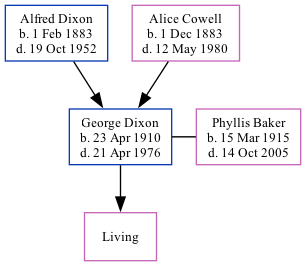 Alfred Dixon
b. 1 Feb 1883
d. 19 Oct 1952
Alice Cowell
b. 1 Dec 1883
d. 12 May 1980
George Dixon
b. 23 Apr 1910
d. 21 Apr 1976
Phyllis Baker
b. 15 Mar 1915
d. 14 Oct 2005
Living